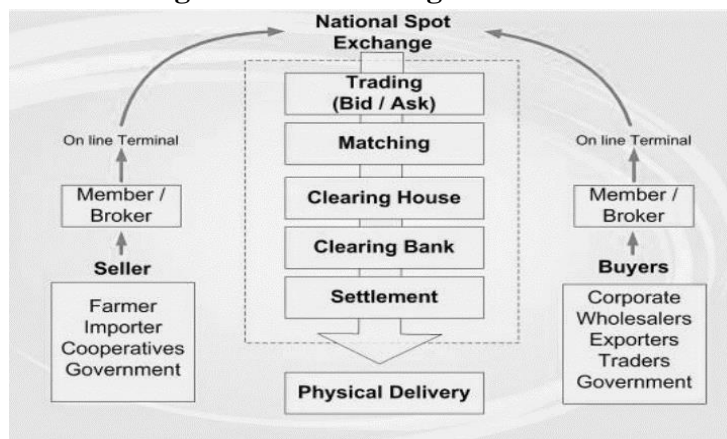 National Spot
Exchange
Trading
(Bid / Ask)
Matching
Clearing House
Clearing Bank
Settlement
Physical Delivery
On line Terminal
Member /
Broker
Seller
Farmer
Importer
Cooperatives
Government
On line Terminal
Member /
Broker
Buyers
Corporate
Wholesalers
Exporters
Traders
Government